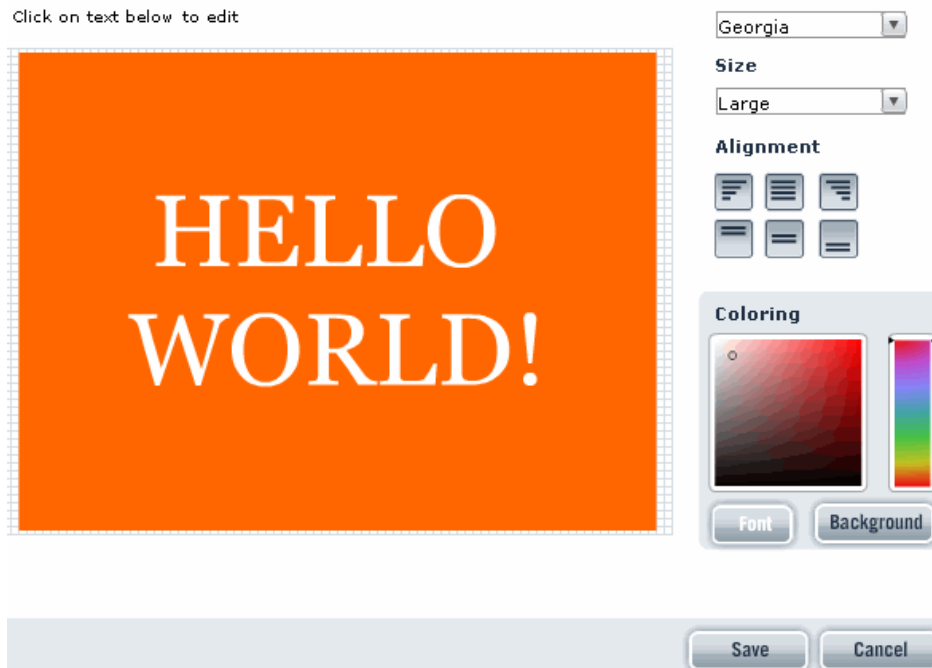 Click on text below to edit
Georgia
Size
Large
Alignment
HELLO
WORLD!
Coloring
Font
Background
Save
Cancel